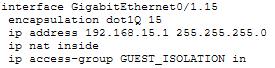 interface GigabitEthernet0/1.15
encapsulation dot1Q 15
ip address 192.168.15.1 255.255.255.0
ip nat inside
ip access-group GUEST_ISOLATION in